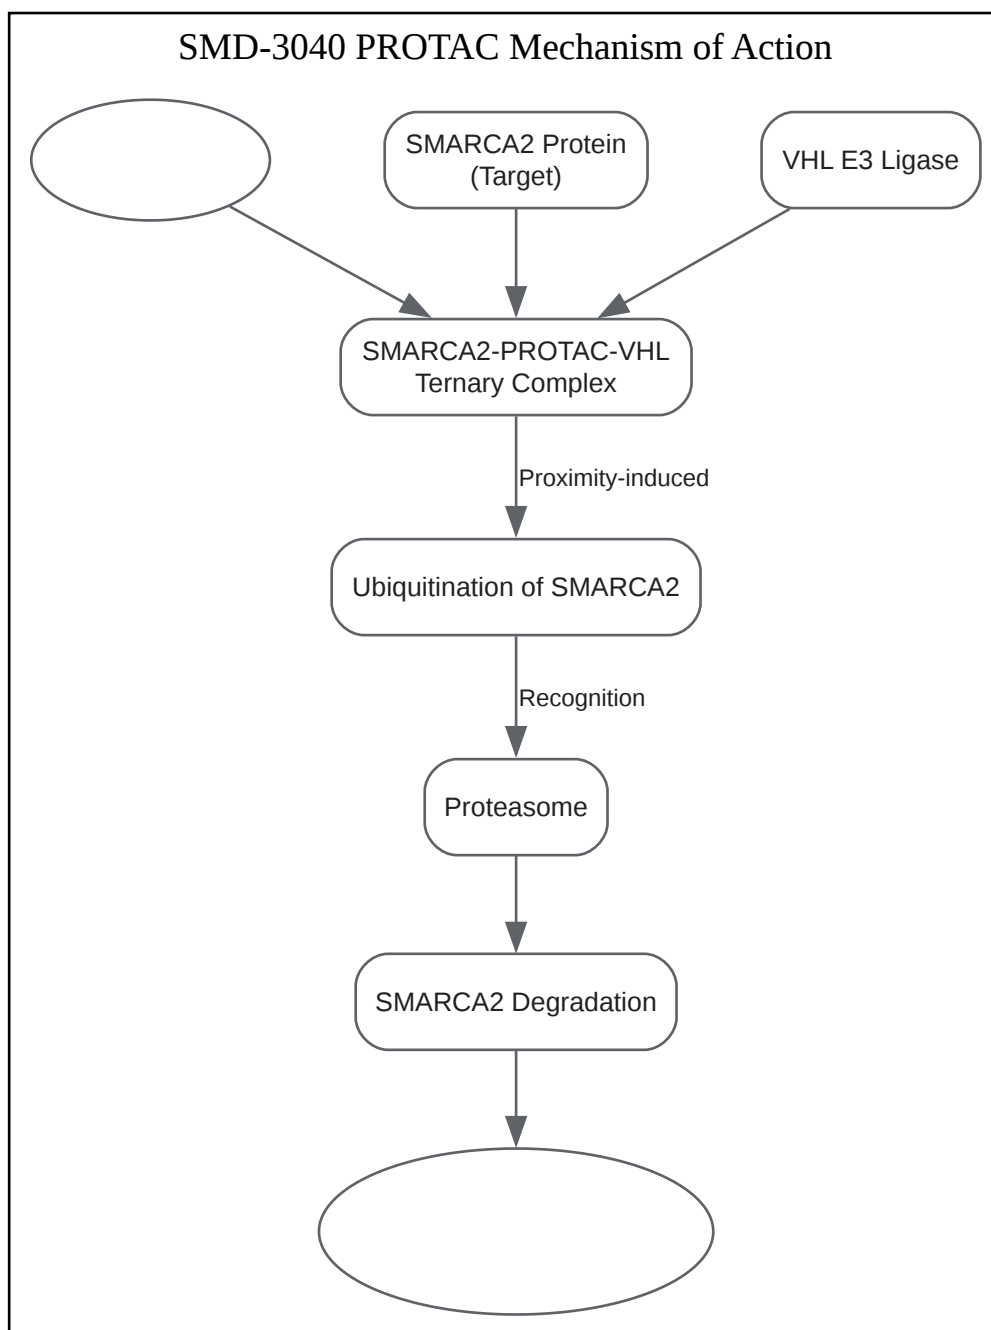 SMD-3040 PROTAC Mechanism of Action
SMARCA2 Protein
(Target)
VHL E3 Ligase
SMARCA2-PROTAC-VHL
Ternary Complex
Proximity-induced
Ubiquitination of SMARCA2
Recognition
Proteasome
SMARCA2 Degradation